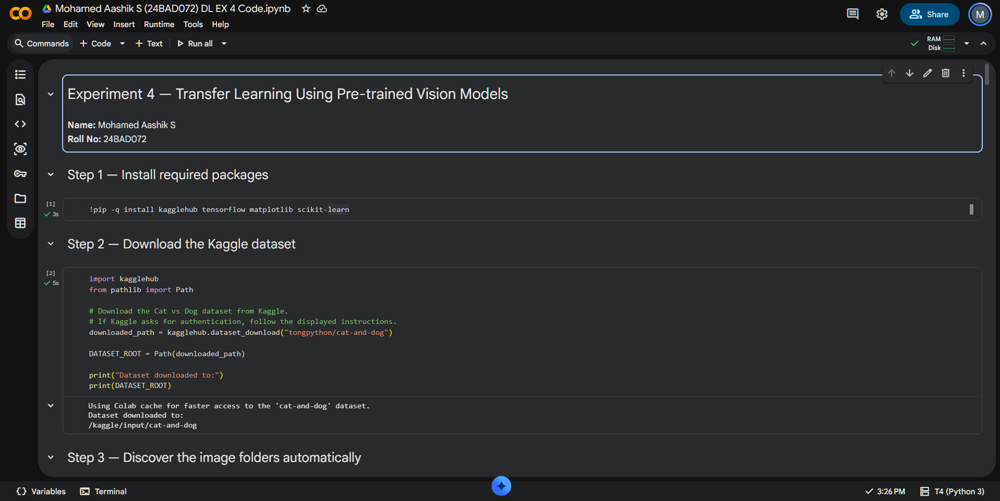 Mohamed Aashik S (24BAD072) DL EX 4 Code.ipynb
File Edit View Insert Runtime Tools Help
Share
M
Commands + Code + Text Run all
RAM
Disk
Experiment 4 — Transfer Learning Using Pre-trained Vision Models
Name: Mohamed Aashik S
Roll No: 24BAD072
Step 1 — Install required packages
[1]
3s
!pip -q install kagglehub tensorflow matplotlib scikit-learn
Step 2 — Download the Kaggle dataset
[2]
5s
import kagglehub
from pathlib import Path
# Download the Cat vs Dog dataset from Kaggle.
# If Kaggle asks for authentication, follow the displayed instructions.
downloaded_path = kagglehub.dataset_download("tongpython/cat-and-dog")
DATASET_ROOT = Path(downloaded_path)
print("Dataset downloaded to:")
print(DATASET_ROOT)
Using Colab cache for faster access to the 'cat-and-dog' dataset.
Dataset downloaded to:
/kaggle/input/cat-and-dog
Step 3 — Discover the image folders automatically
Variables Terminal
3:26 PM T4 (Python 3)